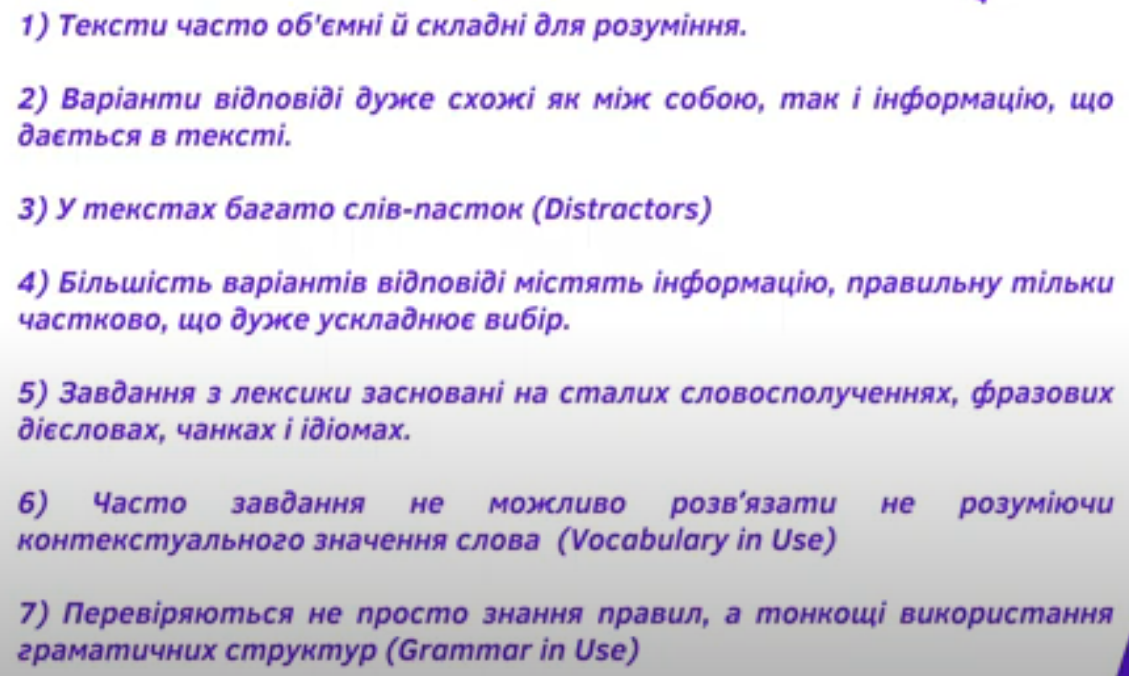 1) Тексти часто об'ємні й складні для розуміння.
2) Варіанти відповіді дуже схожі як між собою, так і інформацію, що
дається в тексті.
3) У текстах багато слів-пасток (Distractors)
4) Більшість варіантів відповіді містять інформацію, правильну тільки
частково, що дуже ускладнює вибір.
5) Завдання з лексики засновані на сталих словосполученнях, фразових
дієсловах, чанках і ідіомах.
6) Часто завдання не можливо розв'язати не розуміючи
контекстуального значення слова (Vocabulary in Use)
7) Перевіряються не просто знання правил, а тонкощі використання
граматичних структур (Grammar in Use)